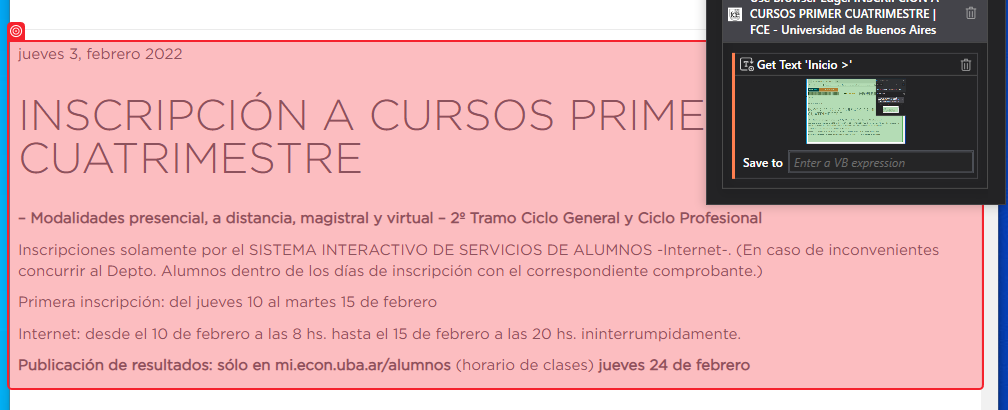 jueves 3, febrero 2022
INSCRIPCIÓN A CURSOS PRIME
CUATRIMESTRE
– Modalidades presencial, a distancia, magistral y virtual – 2º Tramo Ciclo General y Ciclo Profesional
Inscripciones solamente por el SISTEMA INTERACTIVO DE SERVICIOS DE ALUMNOS -Internet-. (En caso de inconvenientes
concurrir al Depto. Alumnos dentro de los días de inscripción con el correspondiente comprobante.)
Primera inscripción: del jueves 10 al martes 15 de febrero
Internet: desde el 10 de febrero a las 8 hs. hasta el 15 de febrero a las 20 hs. ininterrumpidamente.
Publicación de resultados: sólo en mi.econ.uba.ar/alumnos (horario de clases) jueves 24 de febrero
Use Browser Edge: INSCRIPCIÓN A
CURSOS PRIMER CUATRIMESTRE |
FCE - Universidad de Buenos Aires
Get Text 'Inicio >'
Save to Enter a VB expression